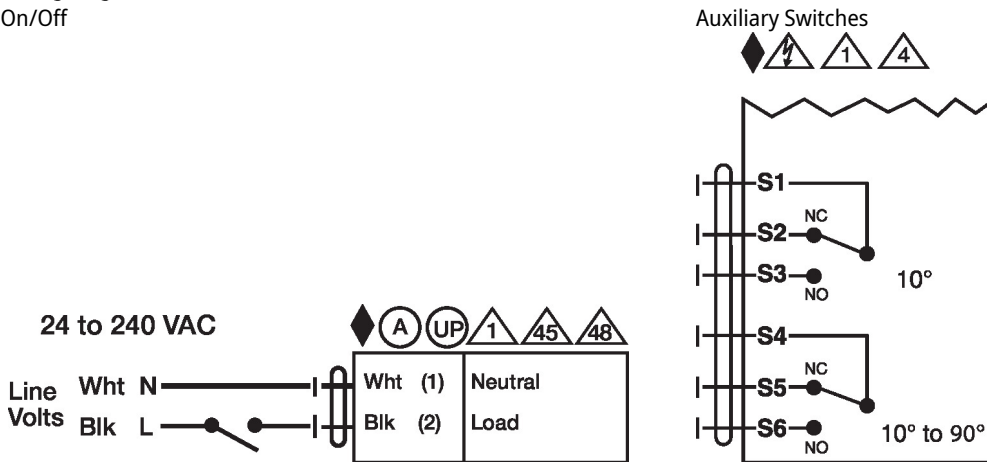 On/Off
24 to 240 VAC
A UP 1 45 48
Line Volts
Wht N
Blk L
Wht (1) Neutral
Blk (2) Load
Auxiliary Switches
1 4
S1
NC
S2
S3
NO
10°
S4
NC
S5
S6
NO
10° to 90°